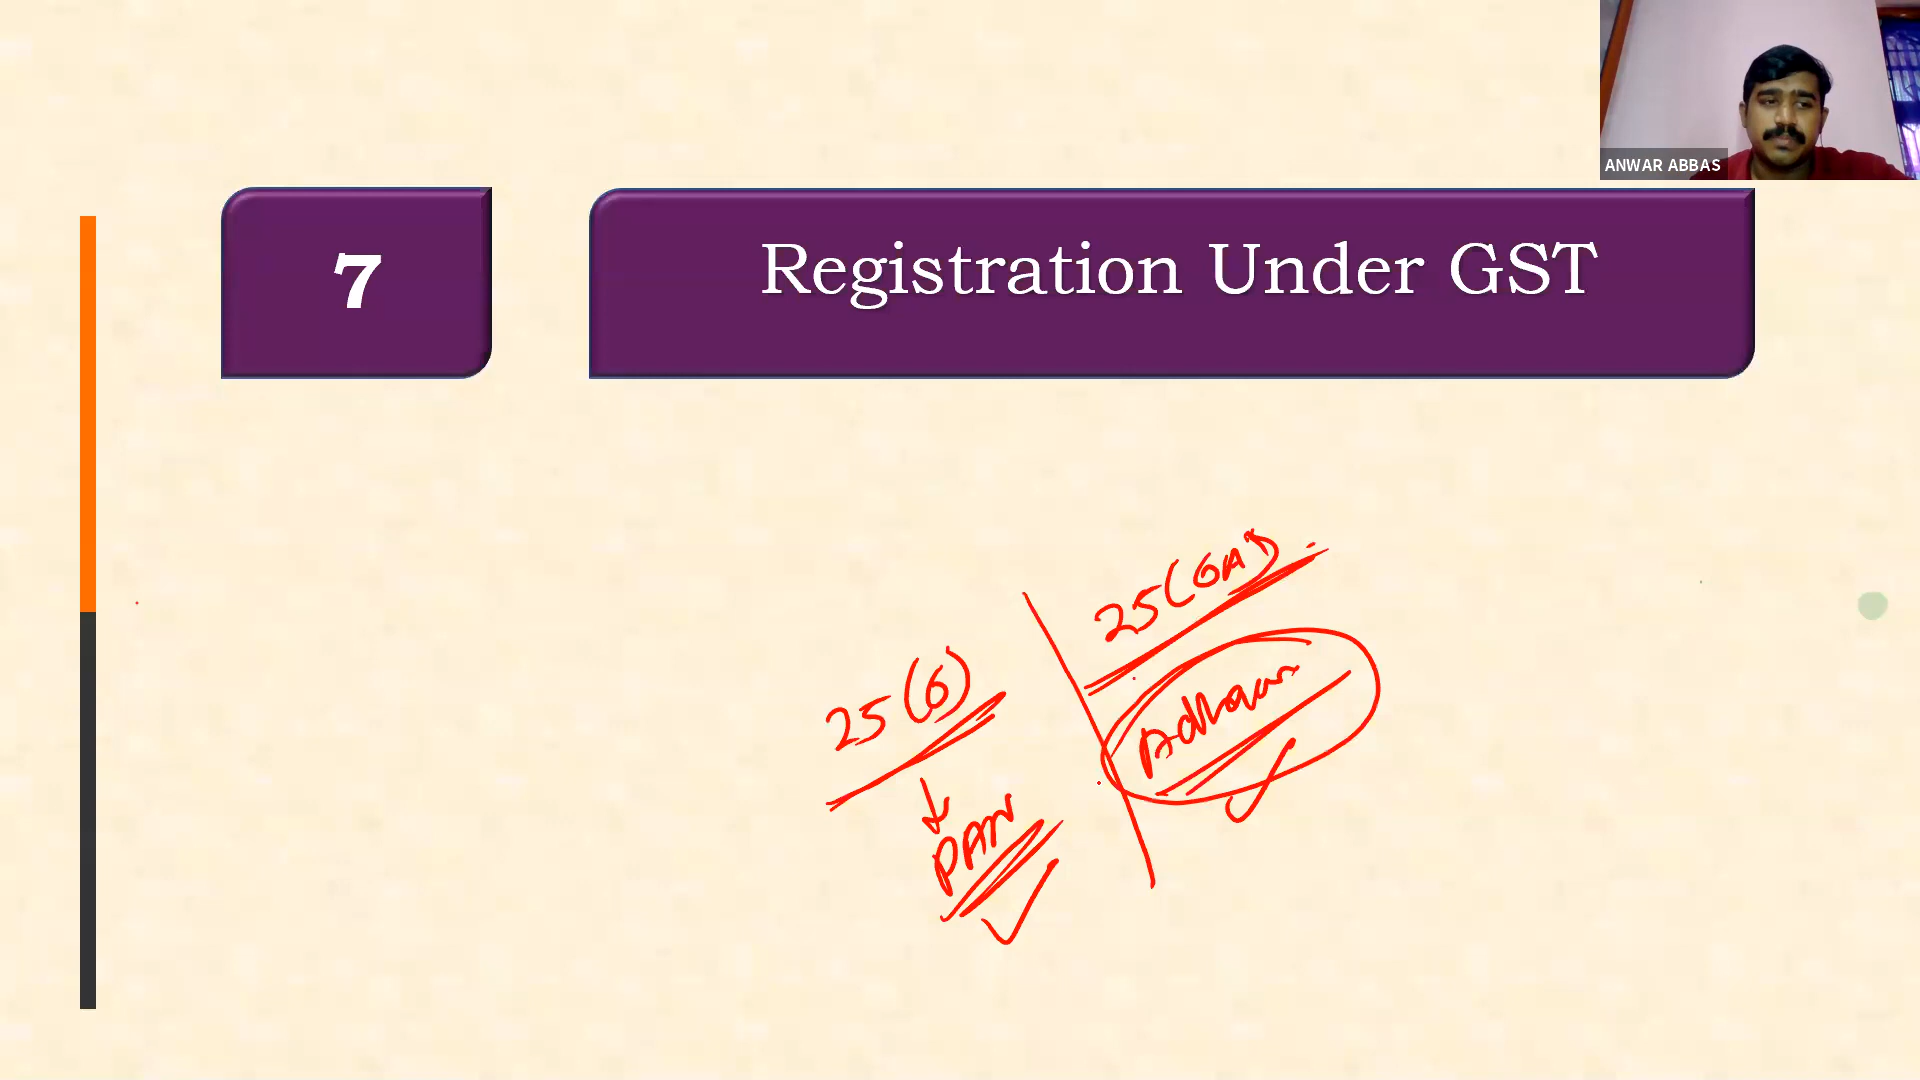 ANWAR ABBAS
7
Registration Under GST
25(6A)
Adhaar
25(6)
PAN